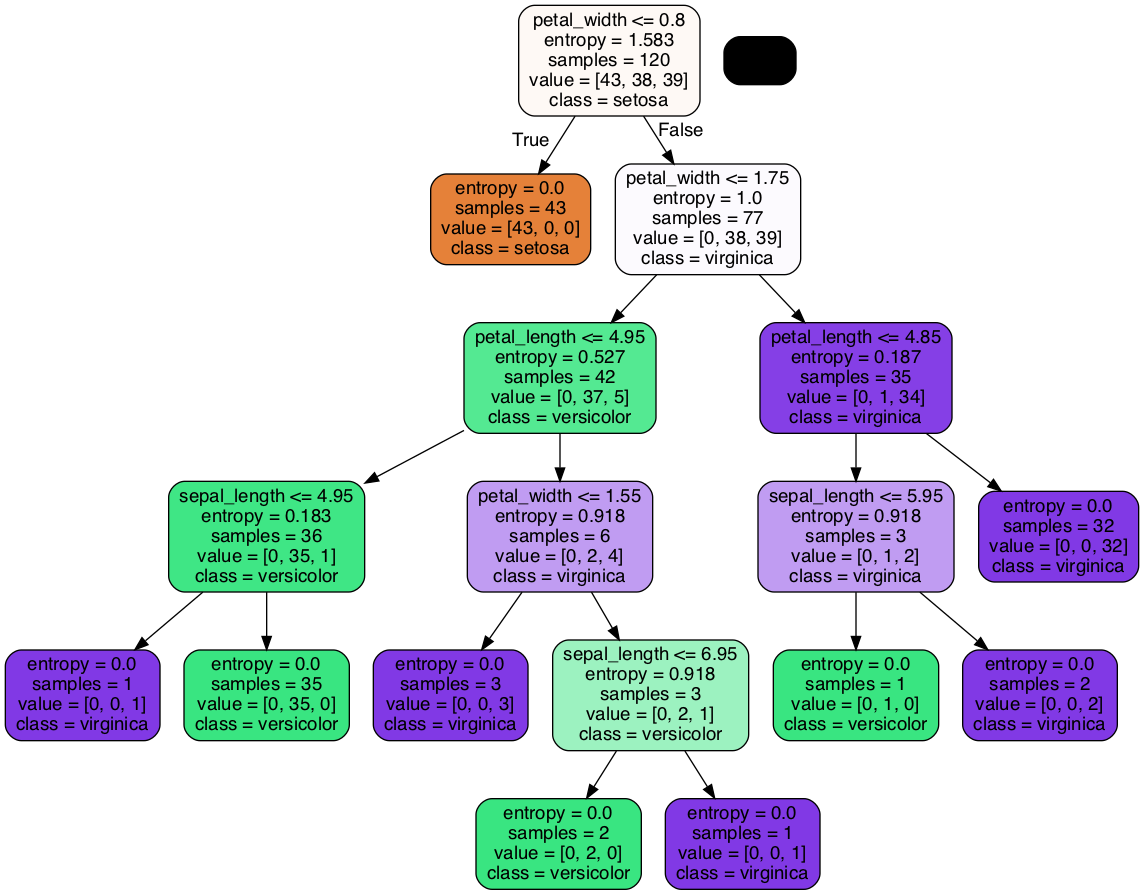 petal_width <= 0.8
entropy = 1.583
samples = 120
value = [43, 38, 39]
class = setosa
True
False
entropy = 0.0
samples = 43
value = [43, 0, 0]
class = setosa
petal_width <= 1.75
entropy = 1.0
samples = 77
value = [0, 38, 39]
class = virginica
petal_length <= 4.95
entropy = 0.527
samples = 42
value = [0, 37, 5]
class = versicolor
petal_length <= 4.85
entropy = 0.187
samples = 35
value = [0, 1, 34]
class = virginica
sepal_length <= 4.95
entropy = 0.183
samples = 36
value = [0, 35, 1]
class = versicolor
petal_width <= 1.55
entropy = 0.918
samples = 6
value = [0, 2, 4]
class = virginica
sepal_length <= 5.95
entropy = 0.918
samples = 3
value = [0, 1, 2]
class = virginica
entropy = 0.0
samples = 32
value = [0, 0, 32]
class = virginica
entropy = 0.0
samples = 1
value = [0, 0, 1]
class = virginica
entropy = 0.0
samples = 35
value = [0, 35, 0]
class = versicolor
entropy = 0.0
samples = 3
value = [0, 0, 3]
class = virginica
sepal_length <= 6.95
entropy = 0.918
samples = 3
value = [0, 2, 1]
class = versicolor
entropy = 0.0
samples = 1
value = [0, 1, 0]
class = versicolor
entropy = 0.0
samples = 2
value = [0, 0, 2]
class = virginica
entropy = 0.0
samples = 2
value = [0, 2, 0]
class = versicolor
entropy = 0.0
samples = 1
value = [0, 0, 1]
class = virginica